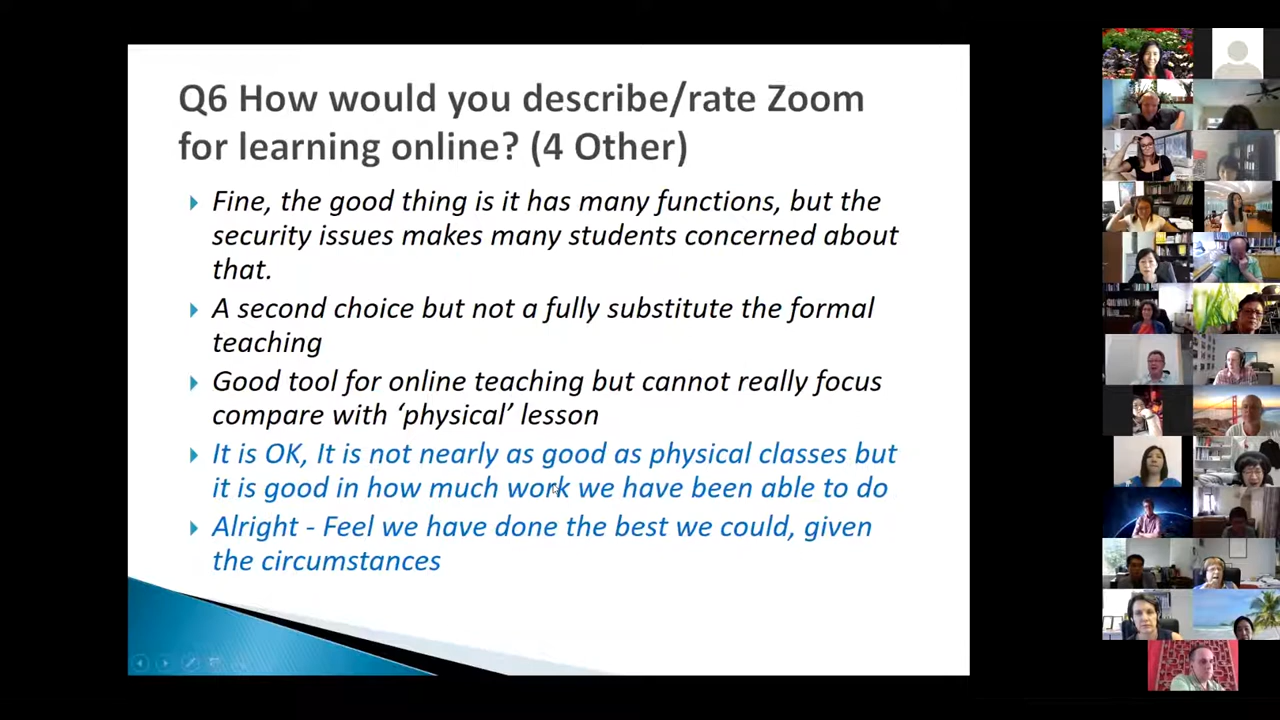 Q6 How would you describe/rate Zoom
for learning online? (4 Other)
Fine, the good thing is it has many functions, but the
security issues makes many students concerned about
that.
A second choice but not a fully substitute the formal
teaching
Good tool for online teaching but cannot really focus
compare with ‘physical’ lesson
It is OK, It is not nearly as good as physical classes but
it is good in how much work we have been able to do
Alright - Feel we have done the best we could, given
the circumstances